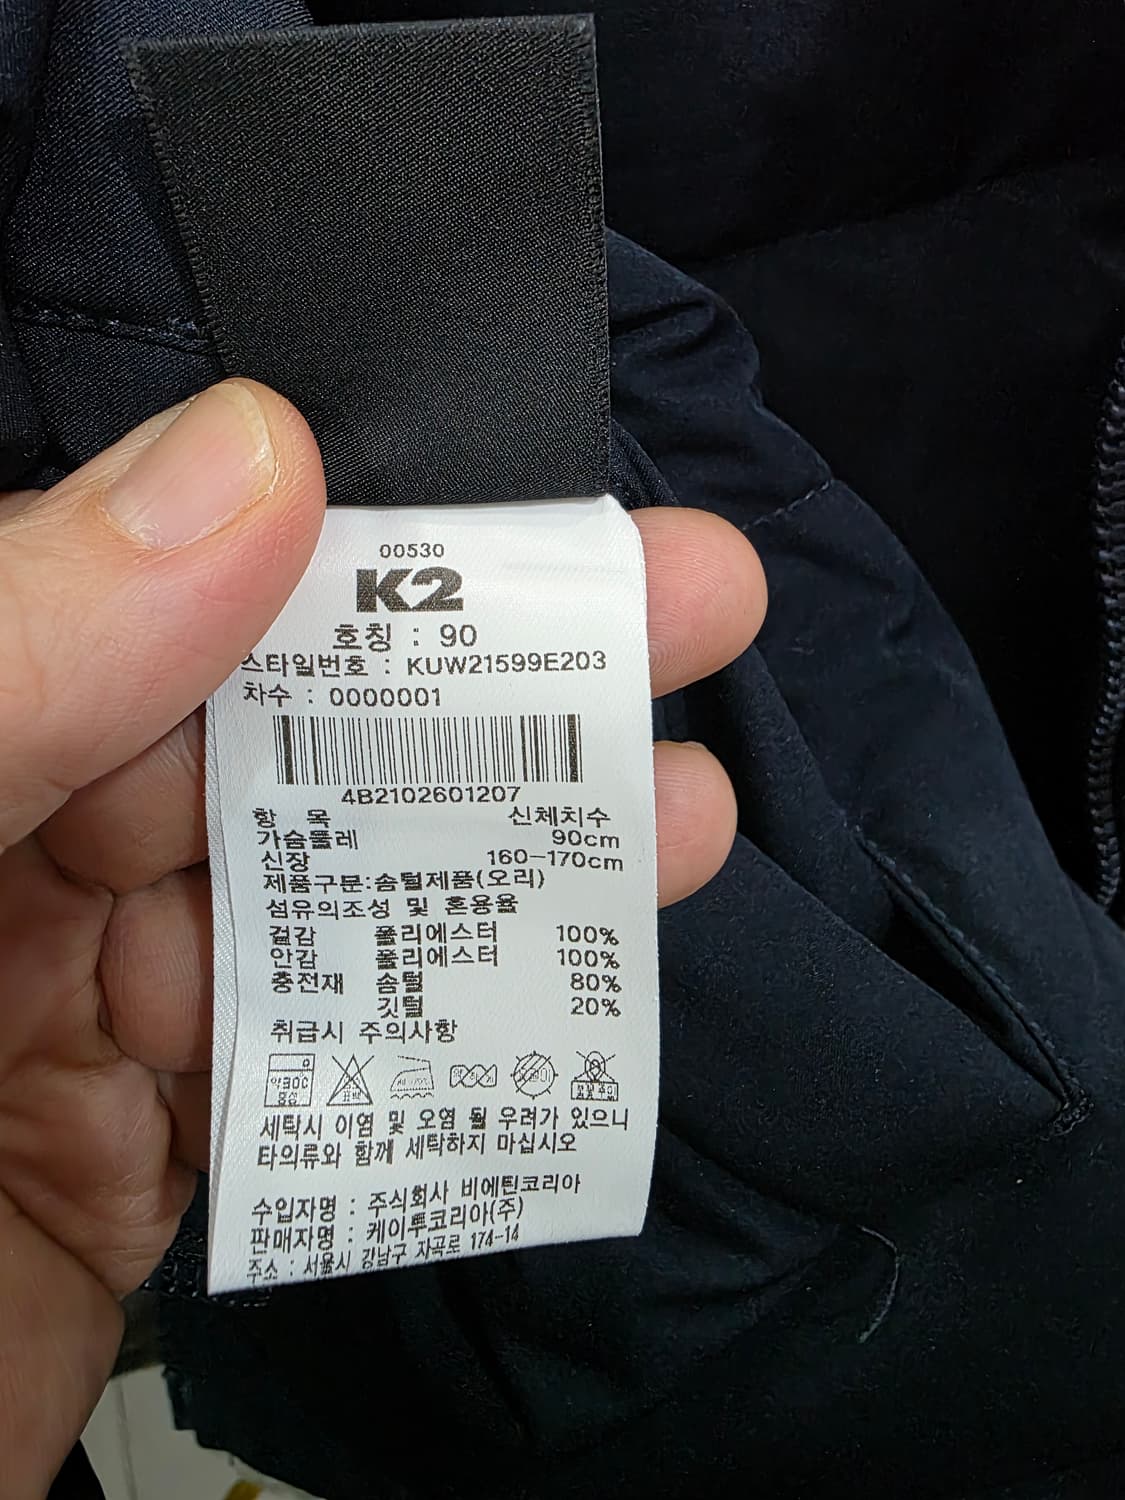 00530
K2
호칭 : 90
스타일번호 : KUW21599E203
차수 : 0000001
4B2102601207
항 목 신체치수
가슴둘레 90cm
신장 160-170cm
제품구분:솜털제품(오리)
섬유의조성 및 혼용율
겉감 폴리에스터 100%
안감 폴리에스터 100%
충전재 솜털 80%
깃털 20%
취급시 주의사항
약30℃ 중성 표백
세탁시 이염 및 오염 될 우려가 있으니
타의류와 함께 세탁하지 마십시오
수입자명 : 주식회사 비에틴코리아
판매자명 : 케이투코리아(주)
주소 : 서울시 강남구 자곡로 174-14